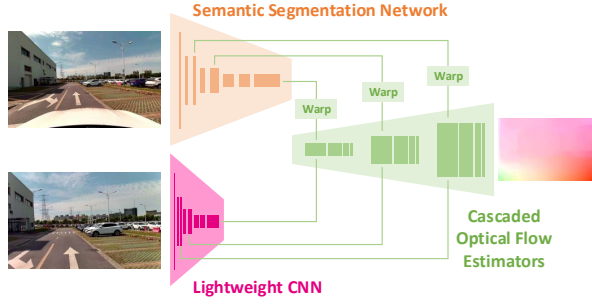 Semantic Segmentation Network
Warp
Warp
Warp
Cascaded
Optical Flow
Estimators
Lightweight CNN